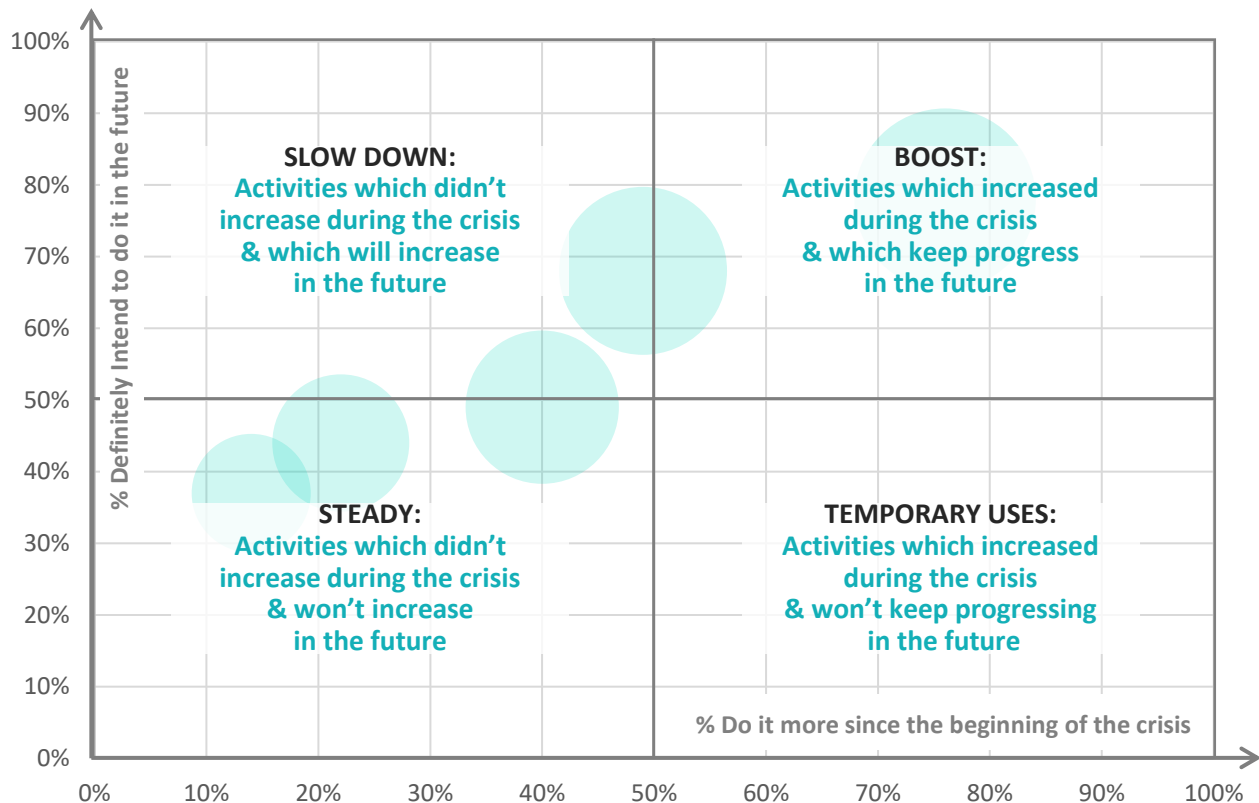 100%
90%
80%
70%
60%
50%
40%
30%
20%
10%
0%
% Definitely Intend to do it in the future
SLOW DOWN:
Activities which didn’t
increase during the crisis
& which will increase
in the future
BOOST:
Activities which increased
during the crisis
& which keep progress
in the future
STEADY:
Activities which didn’t
increase during the crisis
& won’t increase
in the future
TEMPORARY USES:
Activities which increased
during the crisis
& won’t keep progressing
in the future
% Do it more since the beginning of the crisis
0% 10% 20% 30% 40% 50% 60% 70% 80% 90% 100%